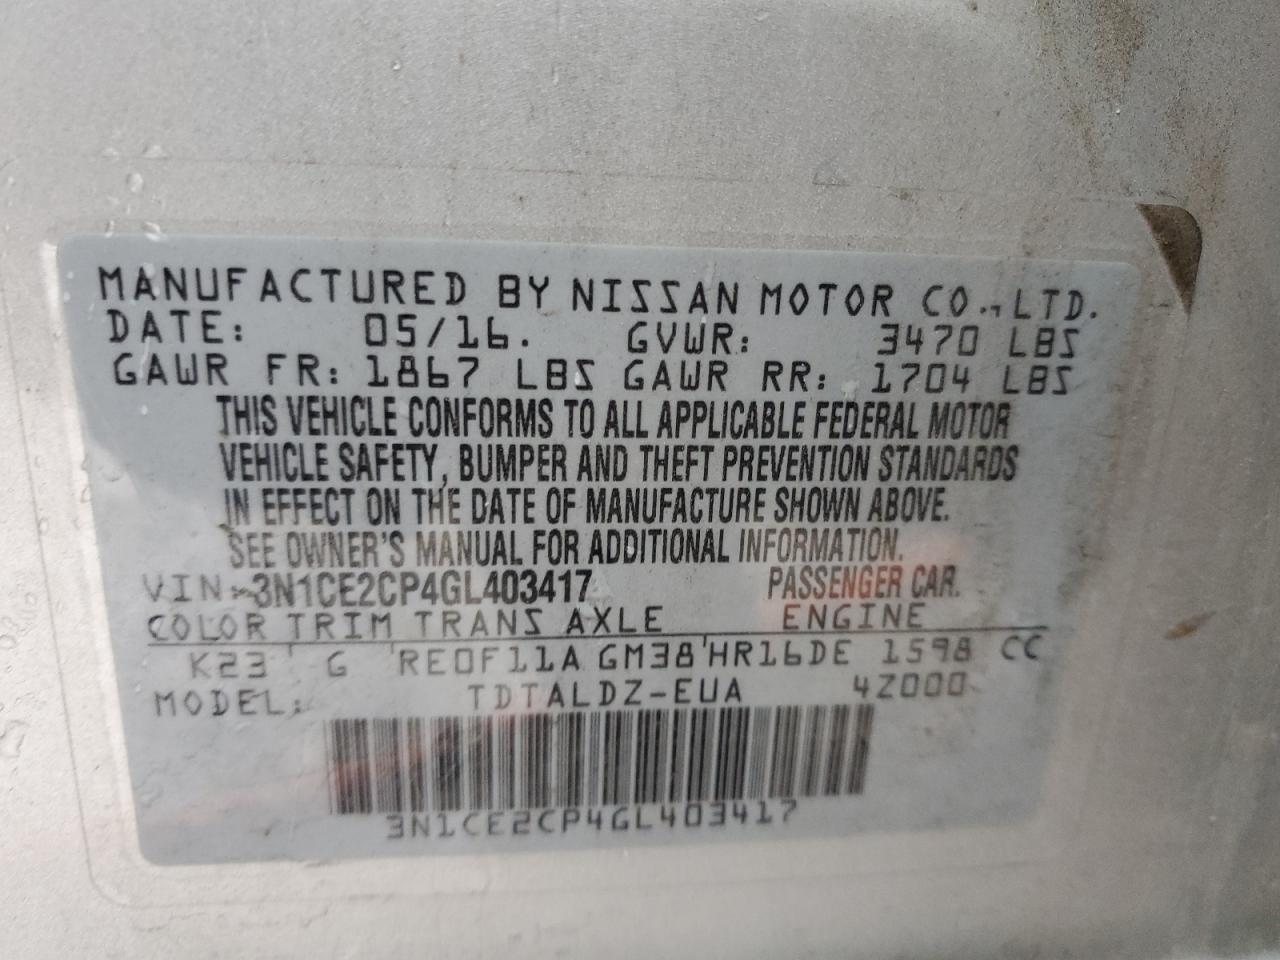 MANUFACTURED BY NISSAN MOTOR CO., LTD.
DATE: 05/16. GVWR: 3470 LBS
GAWR FR: 1867 LBS GAWR RR: 1704 LBS
THIS VEHICLE CONFORMS TO ALL APPLICABLE FEDERAL MOTOR
VEHICLE SAFETY, BUMPER AND THEFT PREVENTION STANDARDS
IN EFFECT ON THE DATE OF MANUFACTURE SHOWN ABOVE.
SEE OWNER'S MANUAL FOR ADDITIONAL INFORMATION.
VIN: 3N1CE2CP4GL403417 PASSENGER CAR.
COLOR TRIM TRANS AXLE ENGINE
K23 G RE0F11A GM38 HR16DE 1598 CC
MODEL: TDTALDZ-EUA 4Z000
3N1CE2CP4GL403417